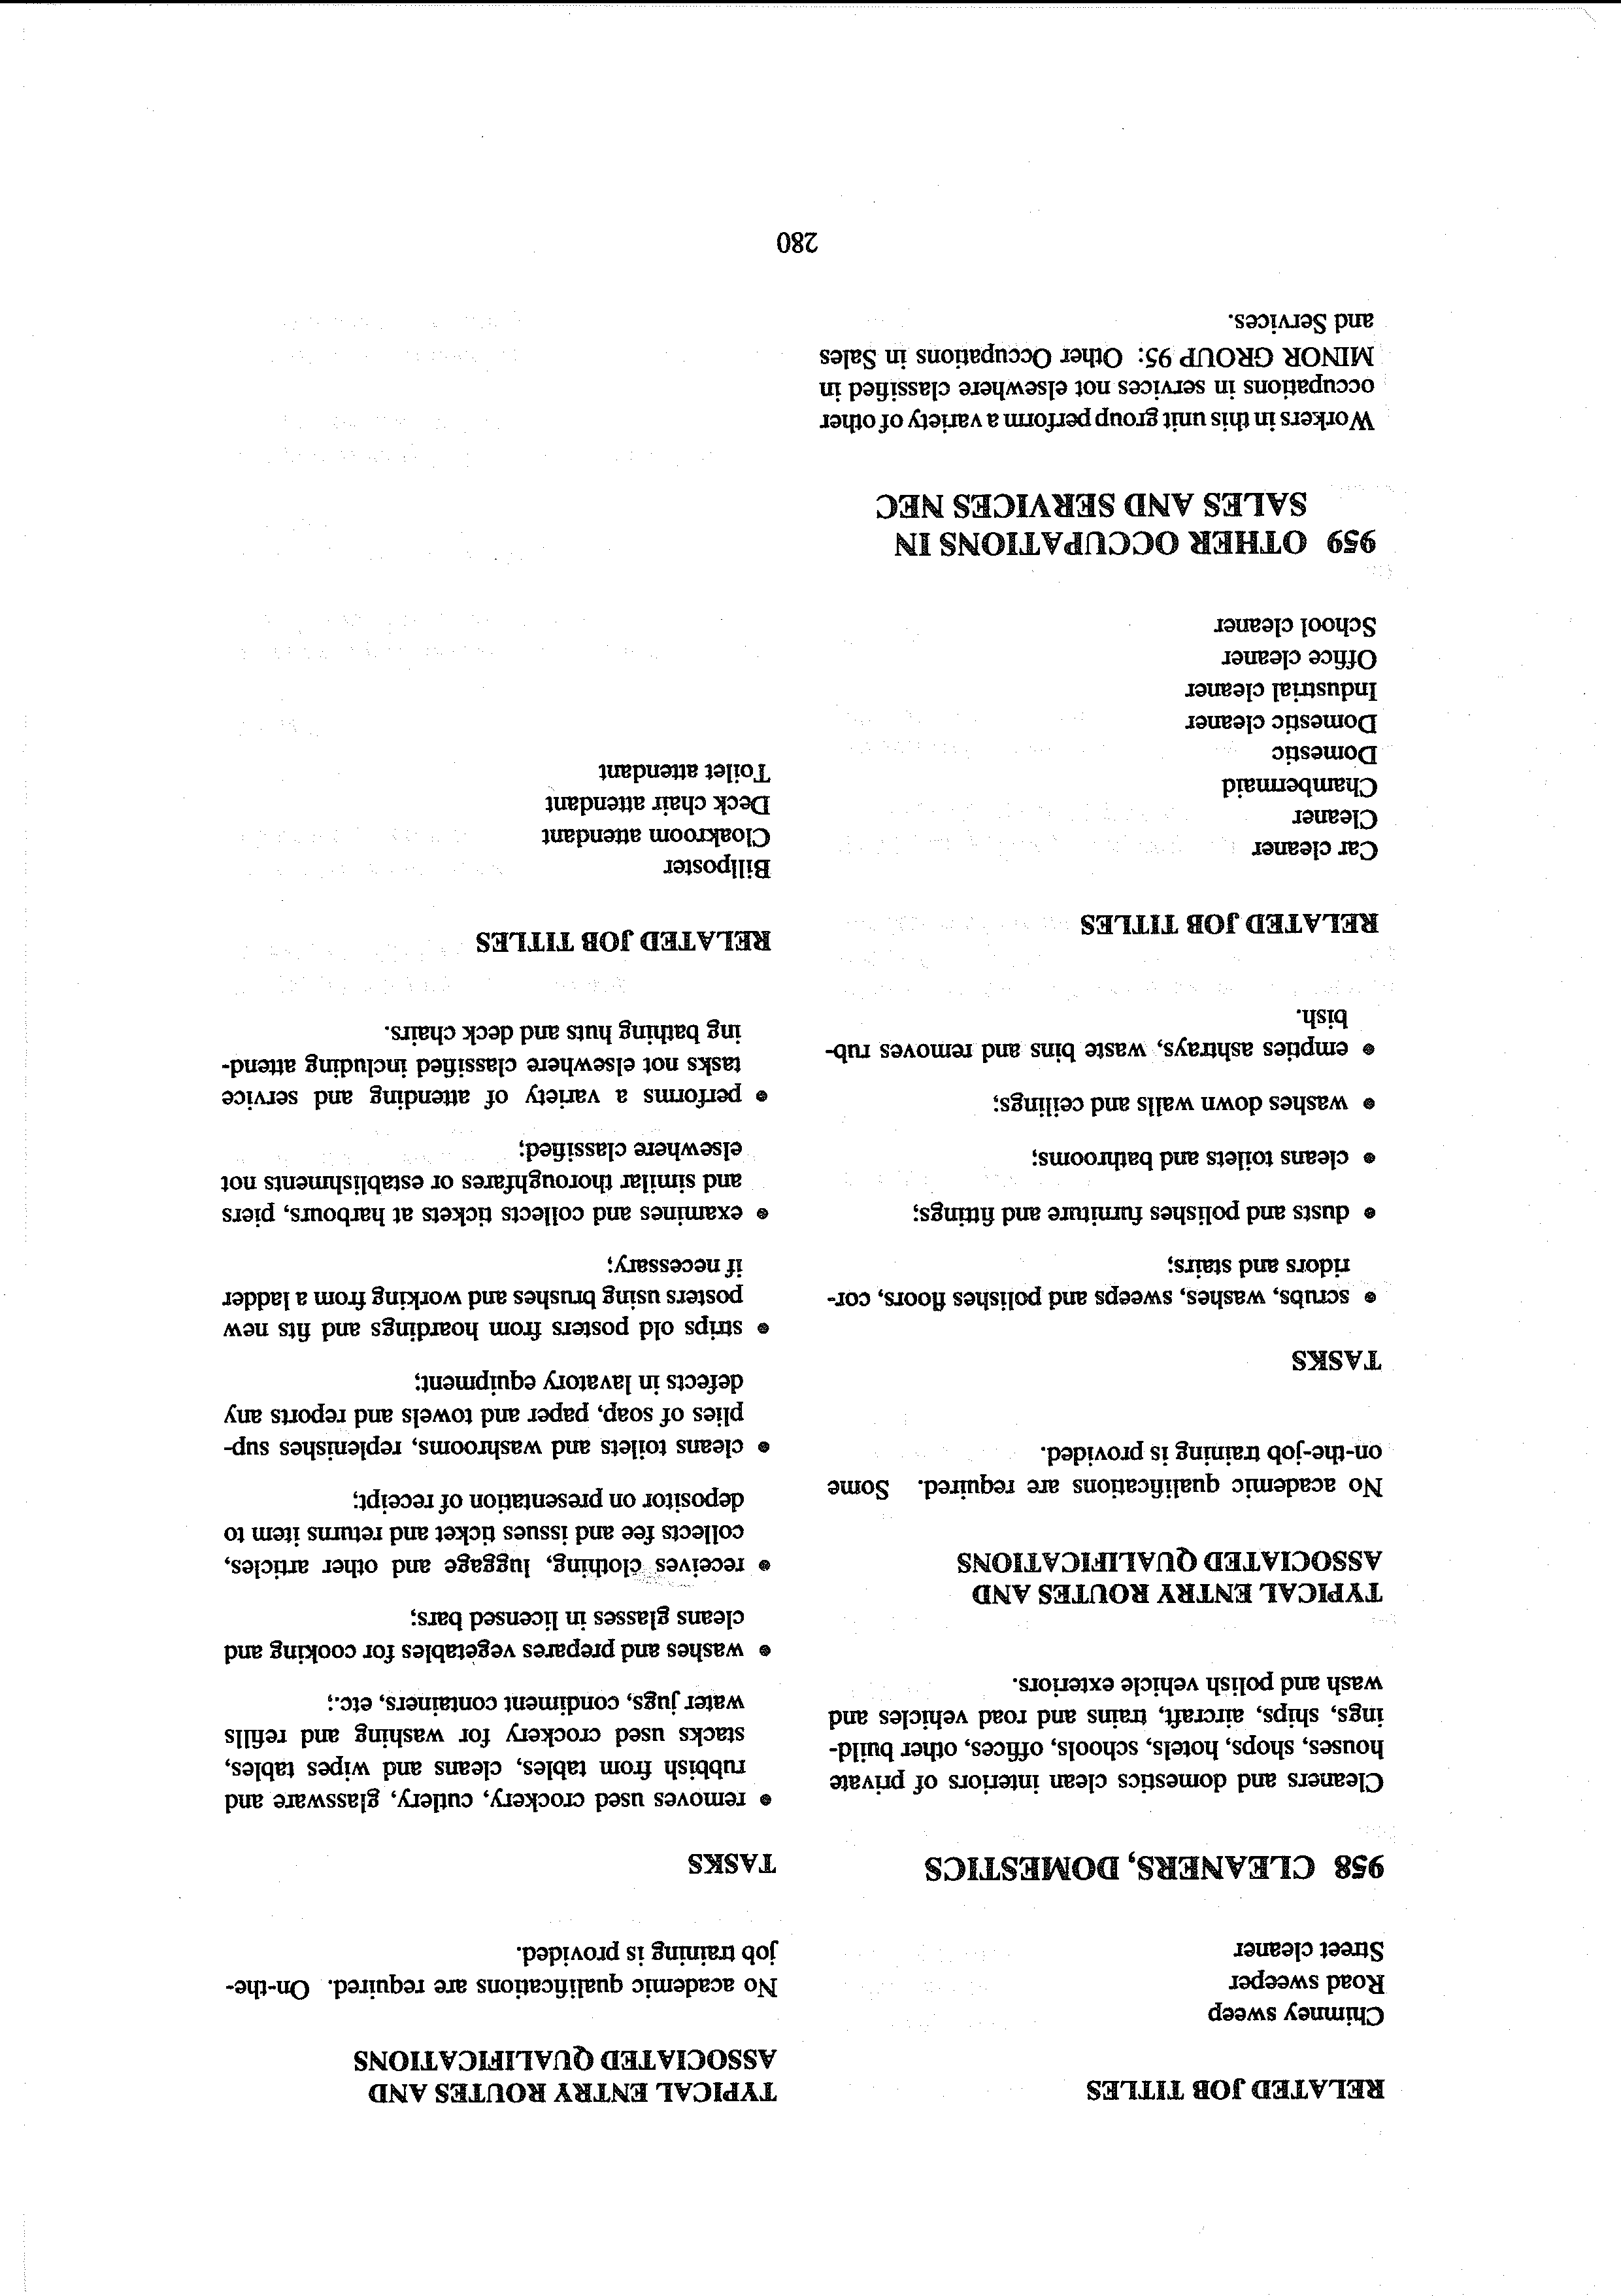 RELATED JOB TITLES
Chimney sweep
Road sweeper
Street cleaner
958 CLEANERS, DOMESTICS
Cleaners and domestics clean interiors of private
houses, shops, hotels, schools, offices, other build-
ings, ships, aircraft, trains and road vehicles and
wash and polish vehicle exteriors.
TYPICAL ENTRY ROUTES AND
ASSOCIATED QUALIFICATIONS
No academic qualifications are required. Some
on-the-job training is provided.
TASKS
• scrubs, washes, sweeps and polishes floors, cor-
ridors and stairs;
• dusts and polishes furniture and fittings;
• cleans toilets and bathrooms;
• washes down walls and ceilings;
• empties ashtrays, waste bins and removes rub-
bish.
RELATED JOB TITLES
Car cleaner
Cleaner
Chambermaid
Domestic
Domestic cleaner
Industrial cleaner
Office cleaner
School cleaner
959 OTHER OCCUPATIONS IN
SALES AND SERVICES NEC
Workers in this unit group perform a variety of other
occupations in services not elsewhere classified in
MINOR GROUP 95: Other Occupations in Sales
and Services.
TYPICAL ENTRY ROUTES AND
ASSOCIATED QUALIFICATIONS
No academic qualifications are required. On-the-
job training is provided.
TASKS
• removes used crockery, cutlery, glassware and
rubbish from tables, cleans and wipes tables,
stacks used crockery for washing and refills
water jugs, condiment containers, etc.;
• washes and prepares vegetables for cooking and
cleans glasses in licensed bars;
• receives clothing, luggage and other articles,
collects fee and issues ticket and returns item to
depositor on presentation of receipt;
• cleans toilets and washrooms, replenishes sup-
plies of soap, paper and towels and reports any
defects in lavatory equipment;
• strips old posters from hoardings and fits new
posters using brushes and working from a ladder
if necessary;
• examines and collects tickets at harbours, piers
and similar thoroughfares or establishments not
elsewhere classified;
• performs a variety of attending and service
tasks not elsewhere classified including attend-
ing bathing huts and deck chairs.
RELATED JOB TITLES
Billposter
Cloakroom attendant
Deck chair attendant
Toilet attendant
280